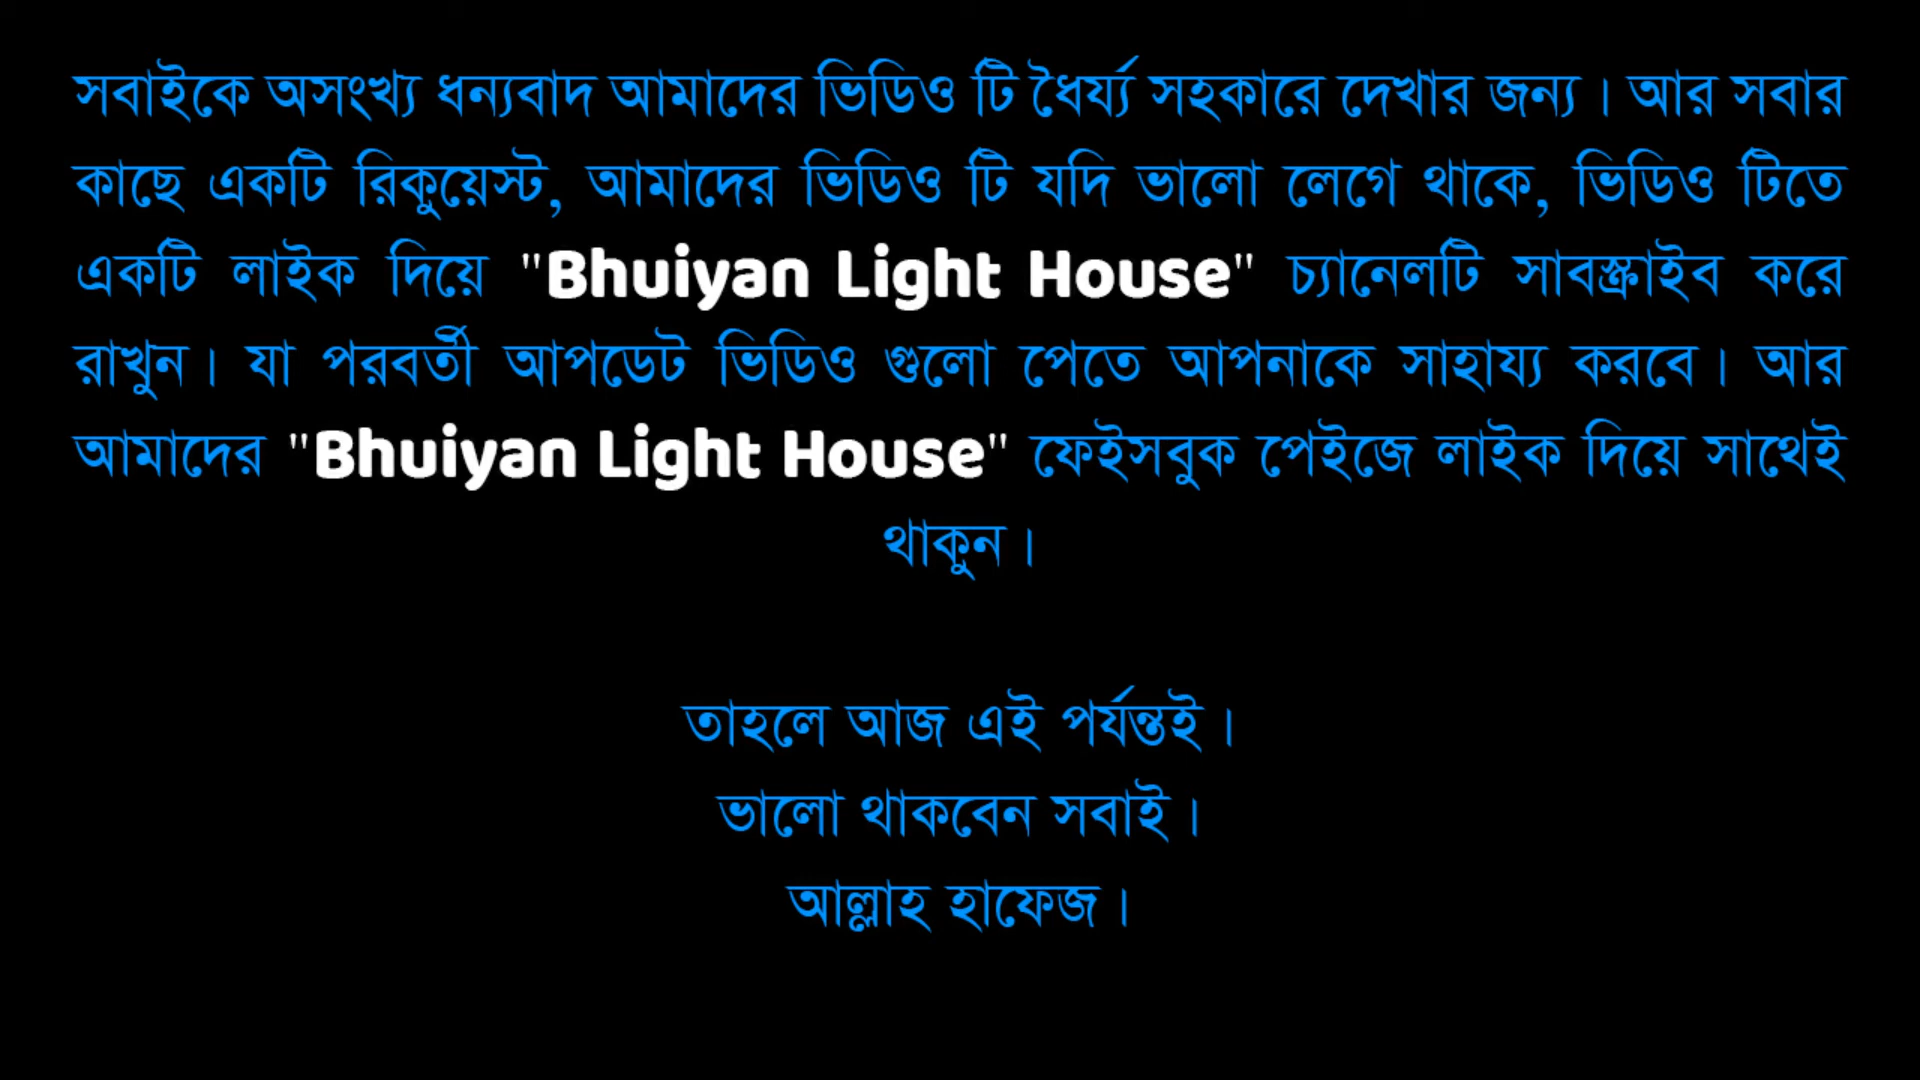 সবাইকে অসংখ্য ধন্যবাদ আমাদের ভিডিও টি ধৈর্য্য সহকারে দেখার জন্য। আর সবার
কাছে একটি রিকুয়েস্ট, আমাদের ভিডিও টি যদি ভালো লেগে থাকে, ভিডিও টিতে
একটি লাইক দিয়ে "Bhuiyan Light House" চ্যানেলটি সাবস্ক্রাইব করে
রাখুন। যা পরবর্তী আপডেট ভিডিও গুলো পেতে আপনাকে সাহায্য করবে। আর
আমাদের "Bhuiyan Light House" ফেইসবুক পেইজে লাইক দিয়ে সাথেই
থাকুন।
তাহলে আজ এই পর্যন্তই।
ভালো থাকবেন সবাই।
আল্লাহ হাফেজ।